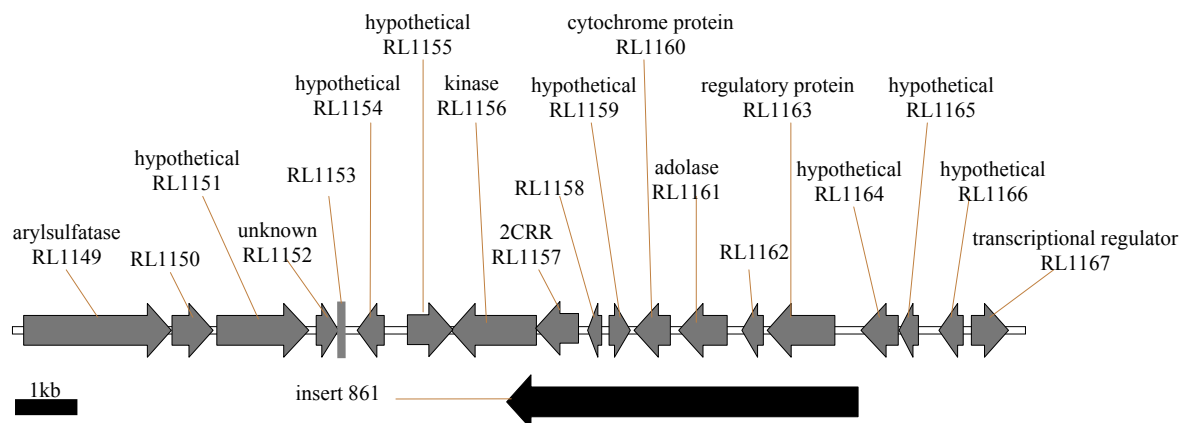 hypothetical
RL1155
cytochrome protein
RL1160
hypothetical
RL1154
kinase
RL1156
hypothetical
RL1159
regulatory protein
RL1163
hypothetical
RL1165
hypothetical
RL1151
RL1153
RL1158
adolase
RL1161
hypothetical
RL1164
hypothetical
RL1166
arylsulfatase
RL1149
RL1150
unknown
RL1152
2CRR
RL1157
RL1162
transcriptional regulator
RL1167
1kb
insert 861